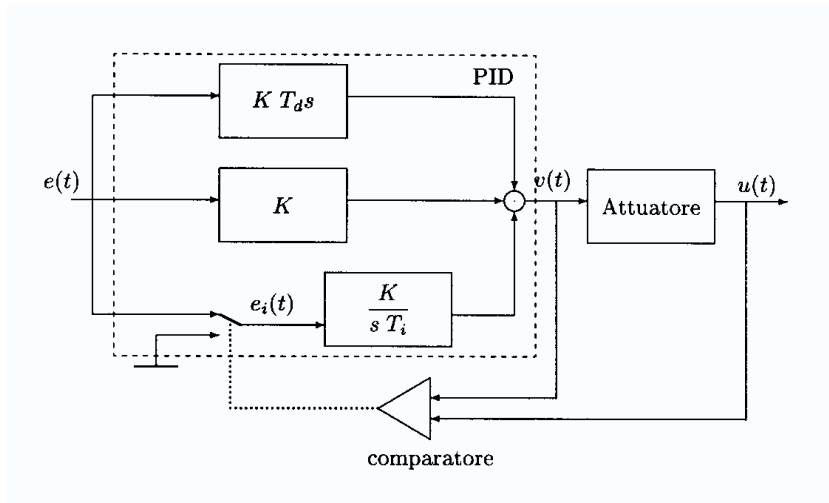 PID
K T_d s
e(t)
K
v(t)
Attuatore
u(t)
e_i(t)
K
s T_i
comparatore